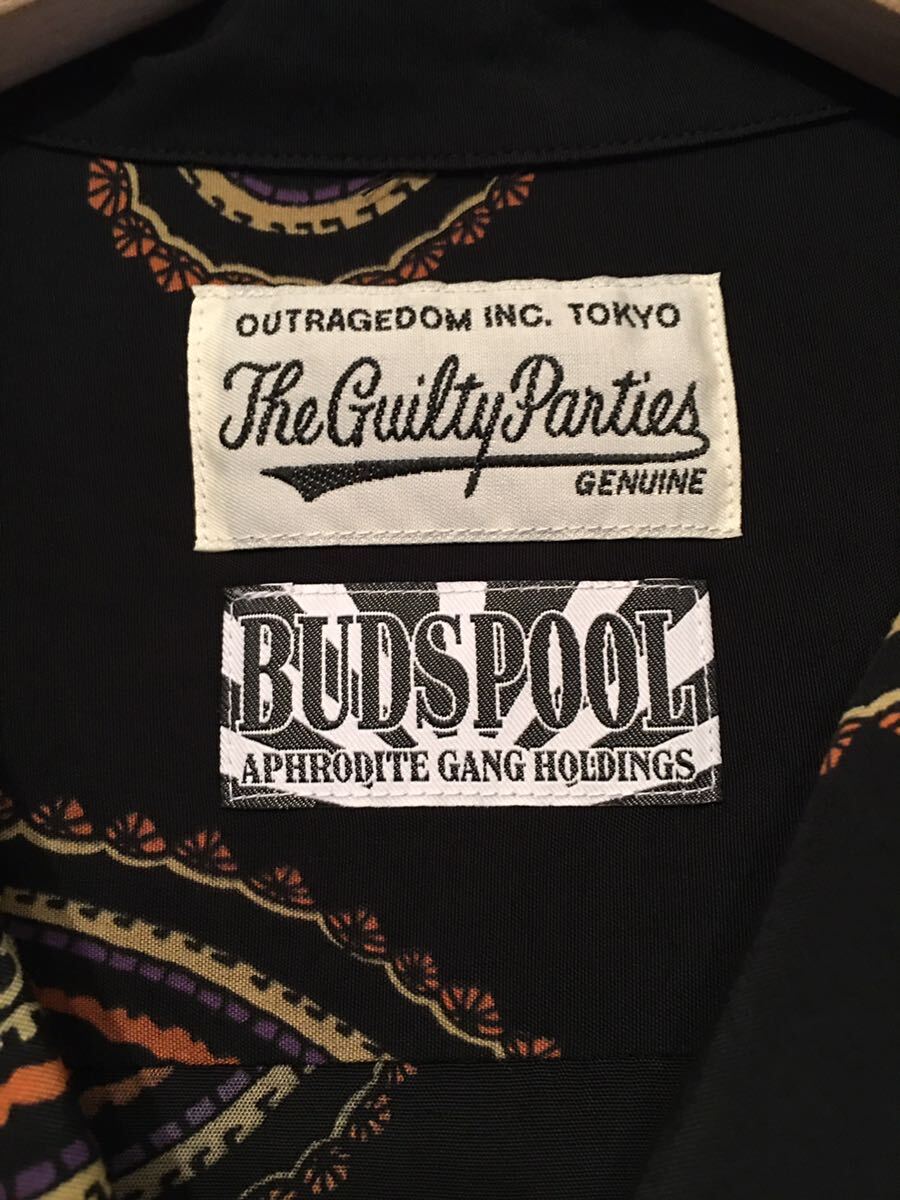 OUTRAGEDOM INC. TOKYO
The Guilty Parties
GENUINE
BUDSPOOL
APHRODITE GANG HOLDINGS